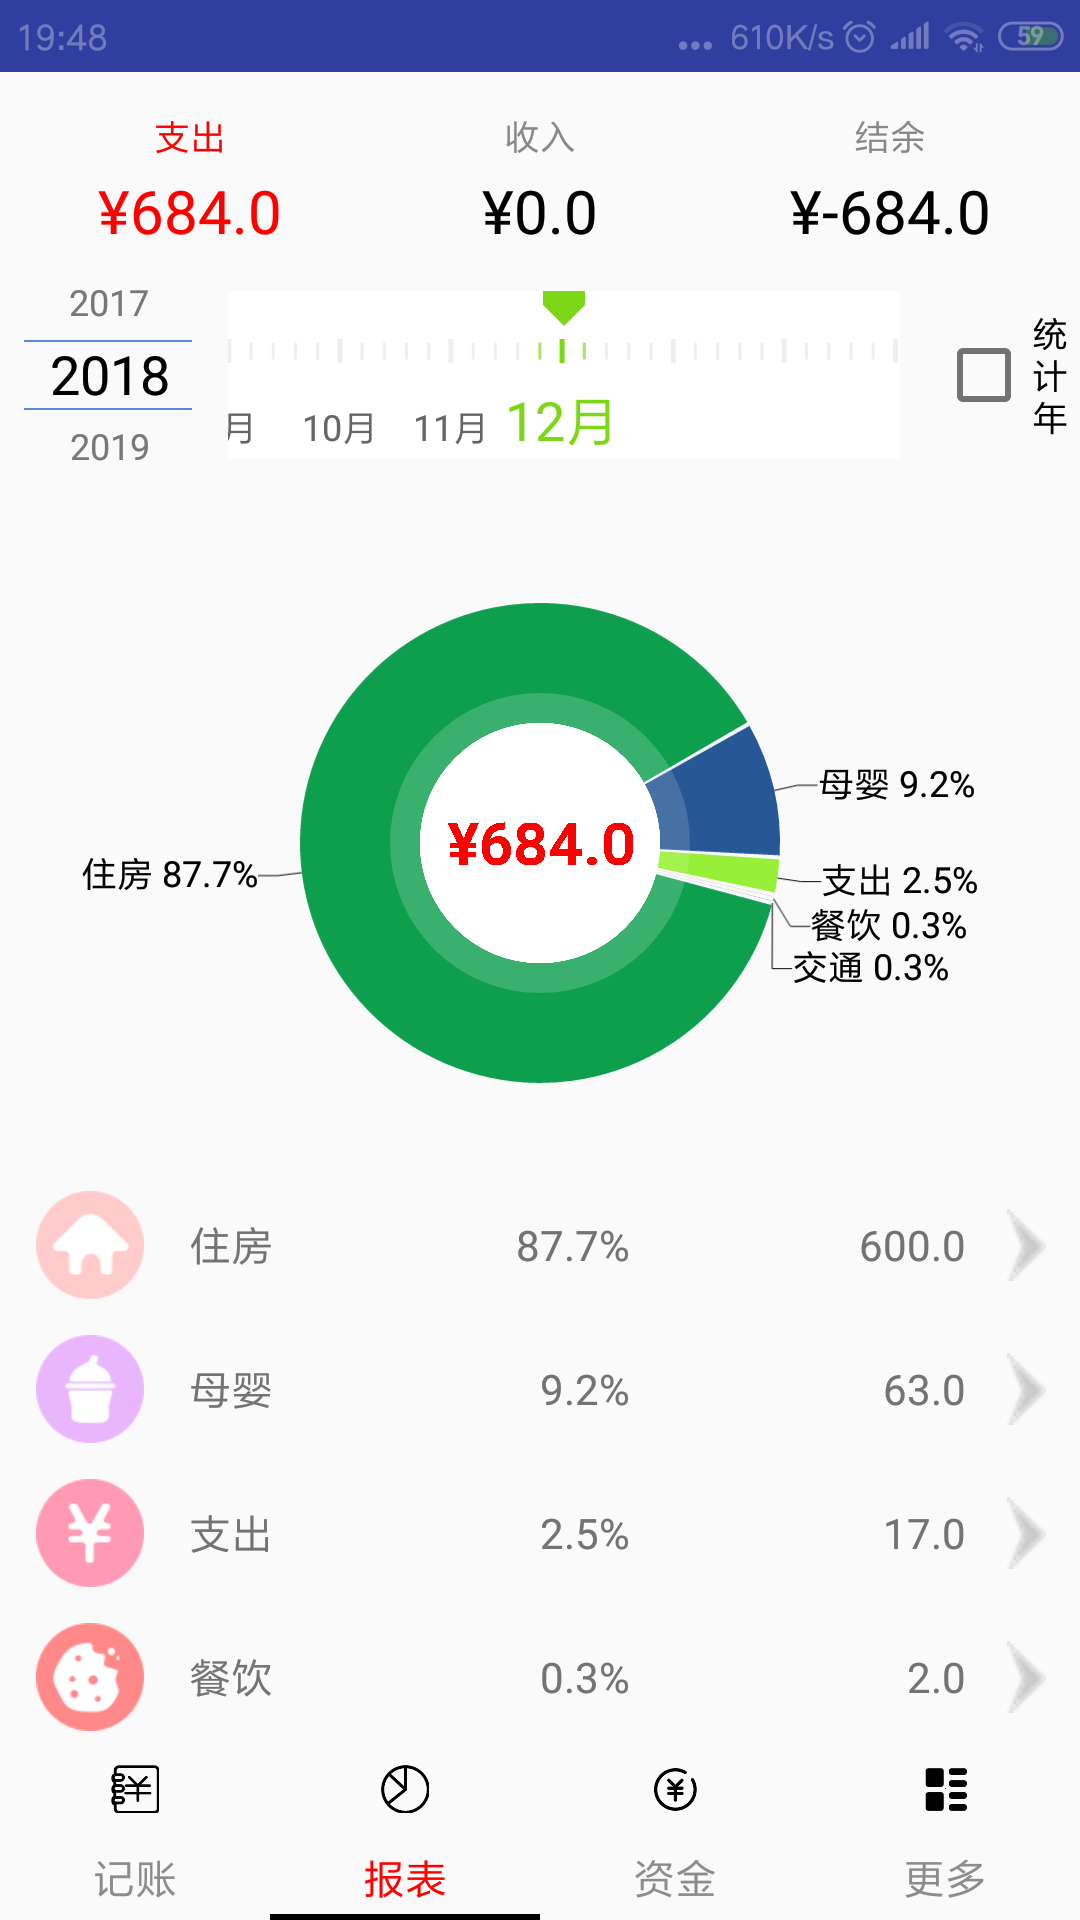 19:48
... 610K/s 59
支出 收入 结余
¥684.0 ¥0.0 ¥-684.0
2017
2018
2019
月 10月 11月 12月
统计年
母婴 9.2%
¥684.0
住房 87.7%
支出 2.5%
餐饮 0.3%
交通 0.3%
住房 87.7% 600.0
母婴 9.2% 63.0
支出 2.5% 17.0
餐饮 0.3% 2.0
记账 报表 资金 更多